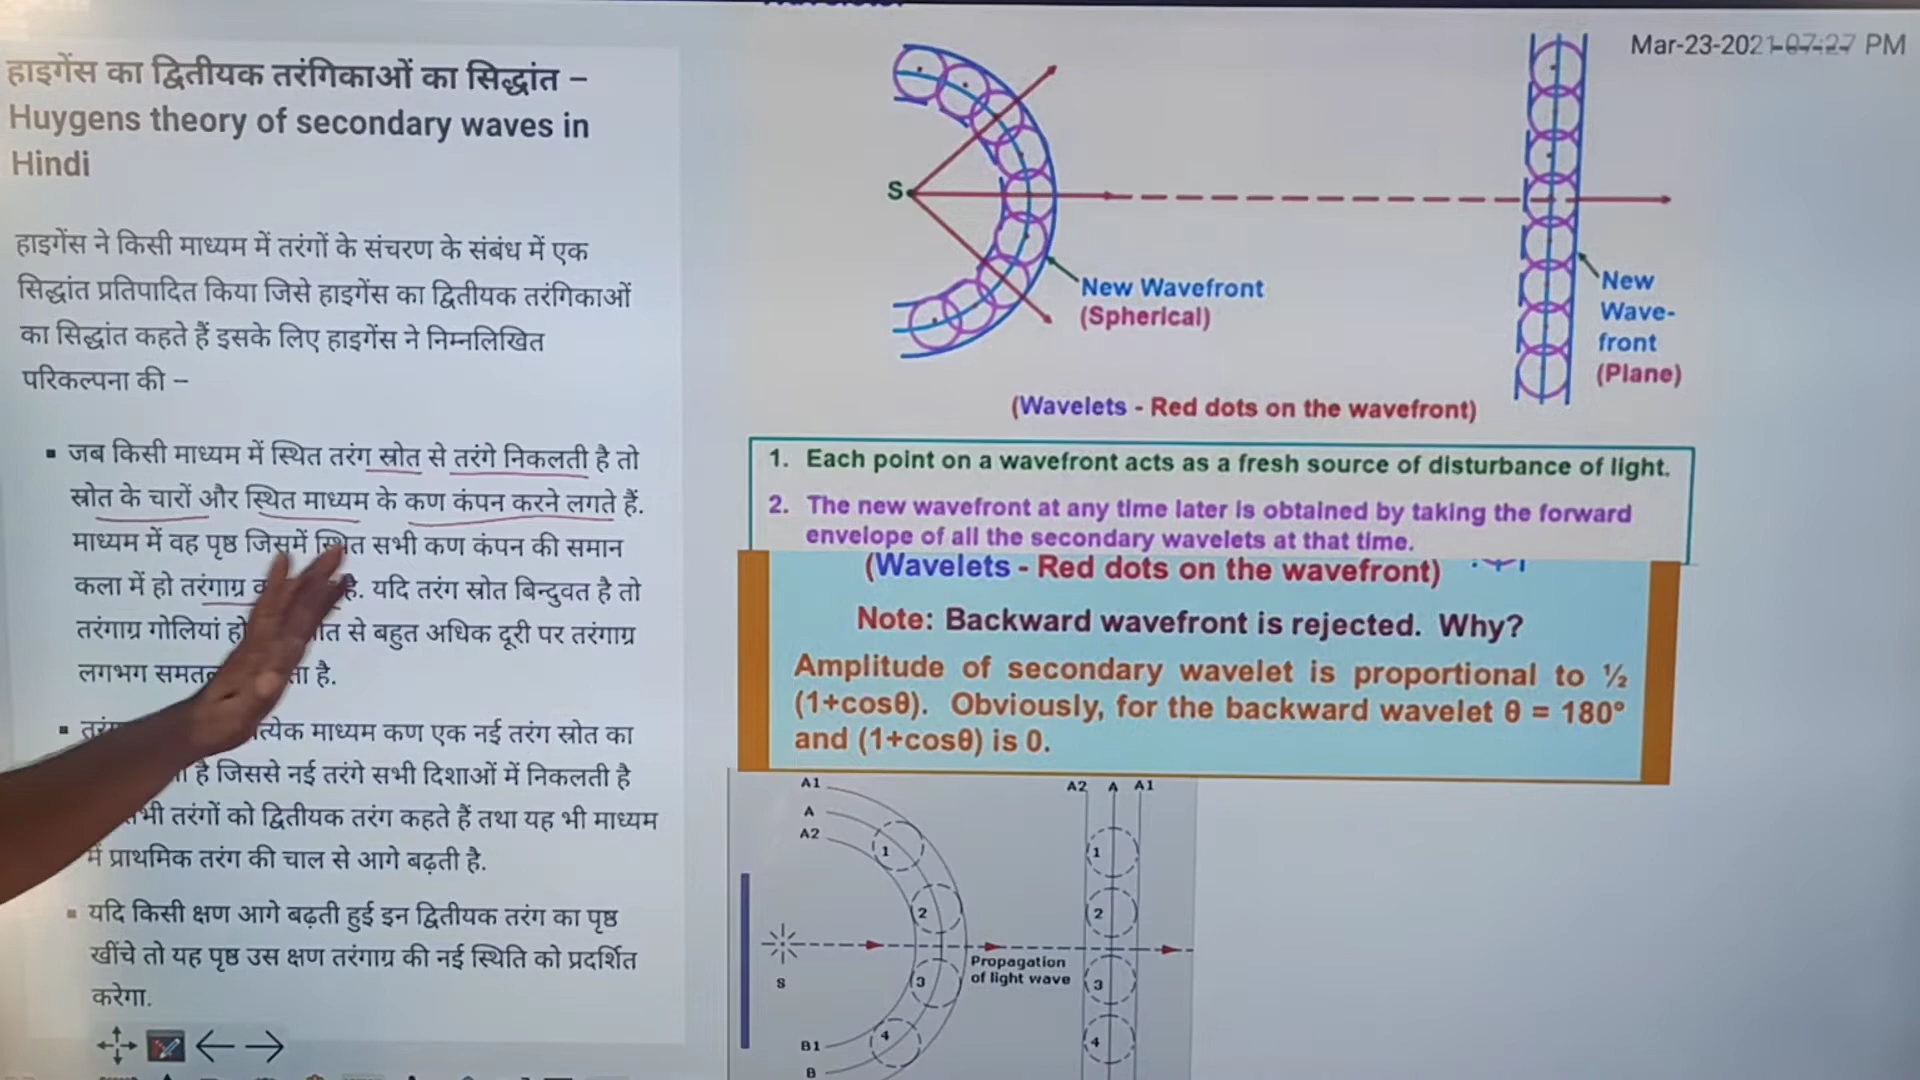 हाइगेंस का द्वितीयक तरंगिकाओं का सिद्धांत –
Huygens theory of secondary waves in
Hindi
हाइगेंस ने किसी माध्यम में तरंगों के संचरण के संबंध में एक
सिद्धांत प्रतिपादित किया जिसे हाइगेंस का द्वितीयक तरंगिकाओं
का सिद्धांत कहते हैं इसके लिए हाइगेंस ने निम्नलिखित
परिकल्पना की –
▪ जब किसी माध्यम में स्थित तरंग स्रोत से तरंगे निकलती है तो
स्रोत के चारों और स्थित माध्यम के कण कंपन करने लगते हैं.
माध्यम में वह पृष्ठ जिसमें स्थित सभी कण कंपन की समान
कला में हो तरंगाग्र है. यदि तरंग स्रोत बिन्दुवत है तो
तरंगाग्र गोलियां से बहुत अधिक दूरी पर तरंगाग्र
लगभग है.
▪ माध्यम कण एक नई तरंग स्रोत का
है जिससे नई तरंगे सभी दिशाओं में निकलती है
तरंगों को द्वितीयक तरंग कहते हैं तथा यह भी माध्यम
में प्राथमिक तरंग की चाल से आगे बढ़ती है.
▪ यदि किसी क्षण आगे बढ़ती हुई इन द्वितीयक तरंग का पृष्ठ
खींचे तो यह पृष्ठ उस क्षण तरंगाग्र की नई स्थिति को प्रदर्शित
करेगा.
Mar-23-2021-07:27 PM
S
New Wavefront
(Spherical)
New
Wave-
front
(Plane)
(Wavelets - Red dots on the wavefront)
1. Each point on a wavefront acts as a fresh source of disturbance of light.
2. The new wavefront at any time later is obtained by taking the forward
envelope of all the secondary wavelets at that time.
(Wavelets - Red dots on the wavefront)
Note: Backward wavefront is rejected. Why?
Amplitude of secondary wavelet is proportional to ½
(1+cosθ). Obviously, for the backward wavelet θ = 180°
and (1+cosθ) is 0.
A1
A
A2
1
2
3
4
S
B1
B
Propagation
of light wave
A2 A A1
1
2
3
4